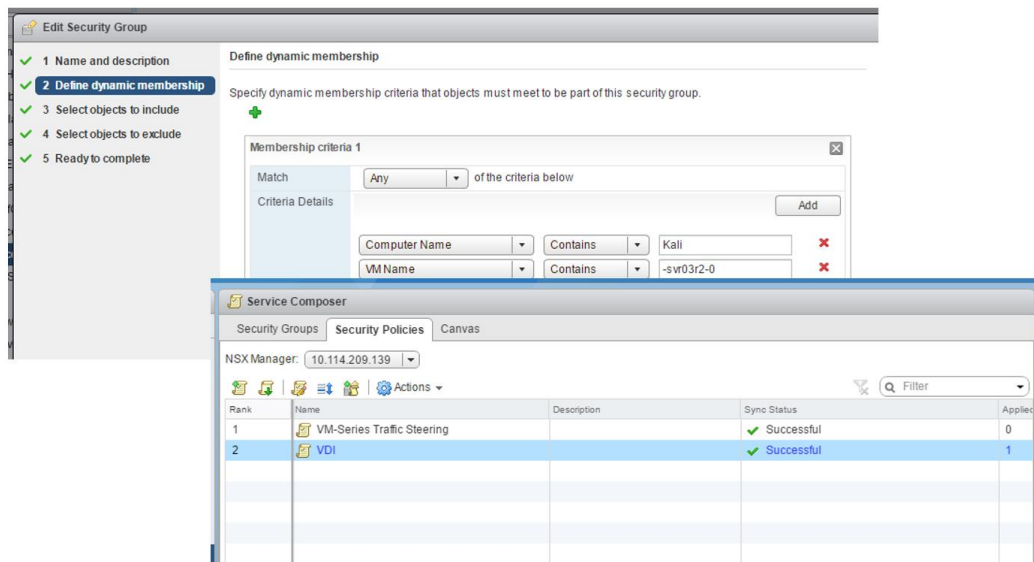 Edit Security Group
1 Name and description
2 Define dynamic membership
3 Select objects to include
4 Select objects to exclude
5 Ready to complete
Define dynamic membership
Specify dynamic membership criteria that objects must meet to be part of this security group.
Membership criteria 1
Match Any of the criteria below
Criteria Details Add
Computer Name Contains Kali
VM Name Contains -svr03r2-0
Service Composer
Security Groups Security Policies Canvas
NSX Manager: 10.114.209.139
Actions Filter
Rank Name Description Sync Status Applied
1 VM-Series Traffic Steering Successful 0
2 VDI Successful 1